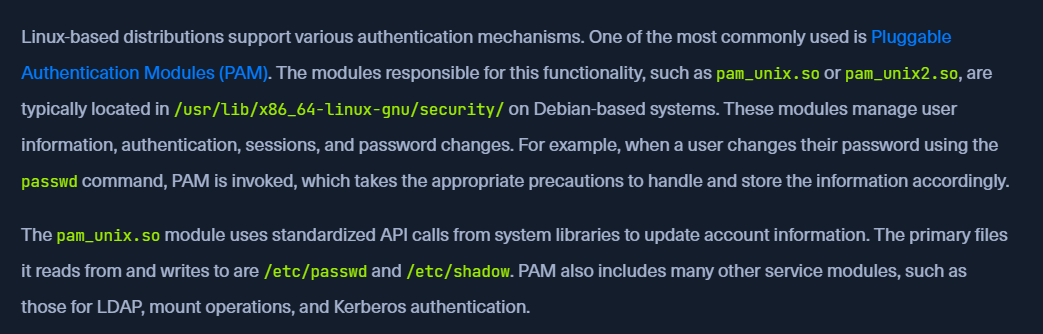 Linux-based distributions support various authentication mechanisms. One of the most commonly used is Pluggable
Authentication Modules (PAM). The modules responsible for this functionality, such as pam_unix.so or pam_unix2.so, are
typically located in /usr/lib/x86_64-linux-gnu/security/ on Debian-based systems. These modules manage user
information, authentication, sessions, and password changes. For example, when a user changes their password using the
passwd command, PAM is invoked, which takes the appropriate precautions to handle and store the information accordingly.
The pam_unix.so module uses standardized API calls from system libraries to update account information. The primary files
it reads from and writes to are /etc/passwd and /etc/shadow. PAM also includes many other service modules, such as
those for LDAP, mount operations, and Kerberos authentication.